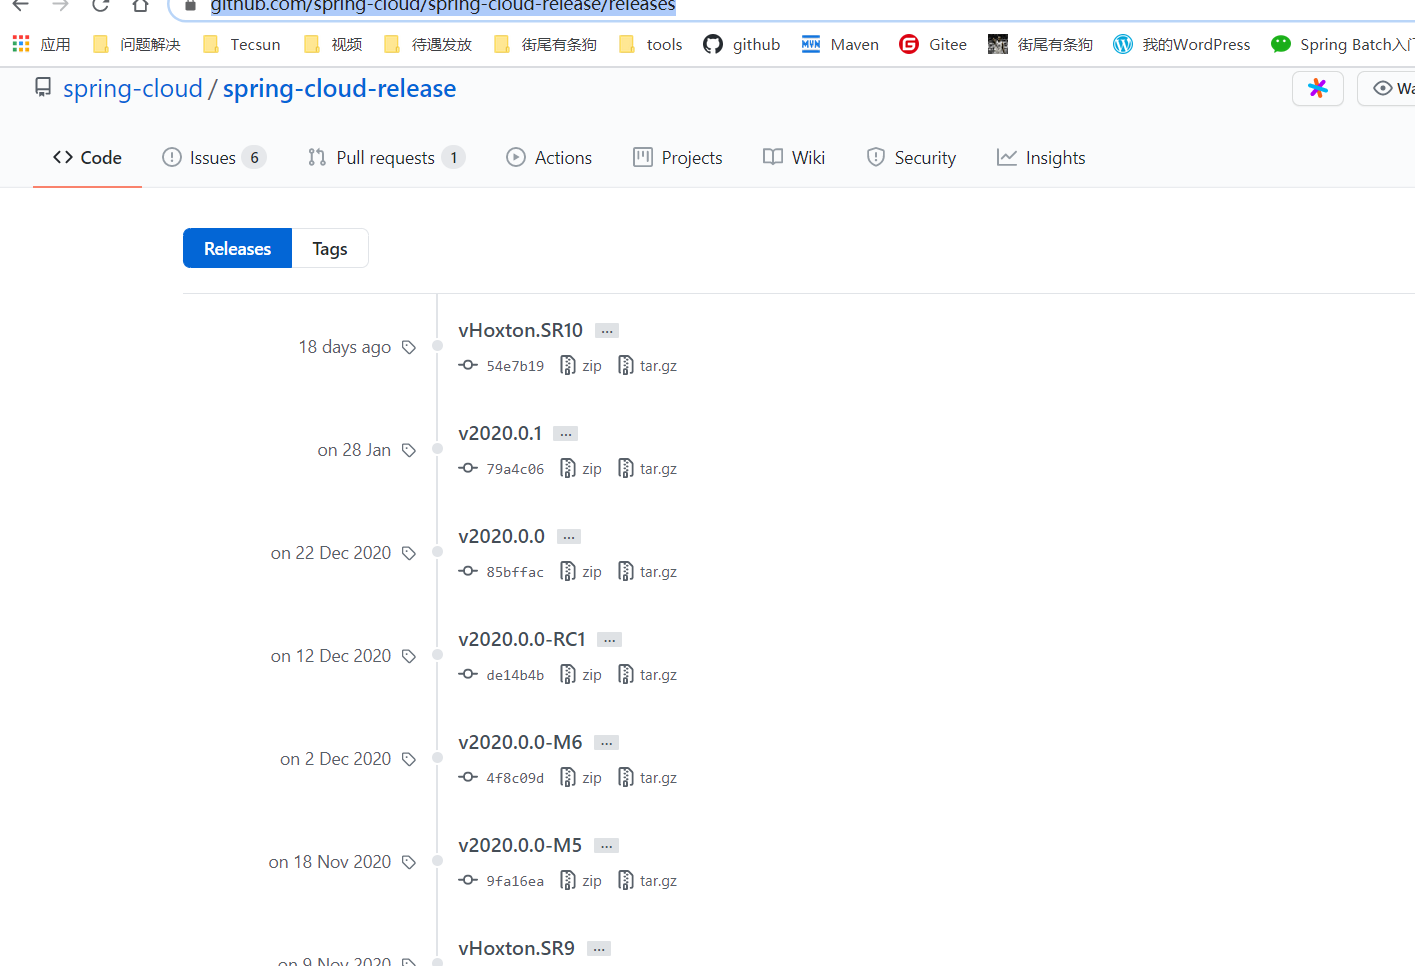 github.com/spring-cloud/spring-cloud-release/releases
应用 问题解决 Tecsun 视频 待遇发放 街尾有条狗 tools github Maven Gitee 街尾有条狗 我的WordPress Spring Batch入门
spring-cloud / spring-cloud-release
Code Issues 6 Pull requests 1 Actions Projects Wiki Security Insights
Releases Tags
vHoxton.SR10 ...
18 days ago
54e7b19 zip tar.gz
v2020.0.1 ...
on 28 Jan
79a4c06 zip tar.gz
v2020.0.0 ...
on 22 Dec 2020
85bffac zip tar.gz
v2020.0.0-RC1 ...
on 12 Dec 2020
de14b4b zip tar.gz
v2020.0.0-M6 ...
on 2 Dec 2020
4f8c09d zip tar.gz
v2020.0.0-M5 ...
on 18 Nov 2020
9fa16ea zip tar.gz
vHoxton.SR9 ...
on 9 Nov 2020